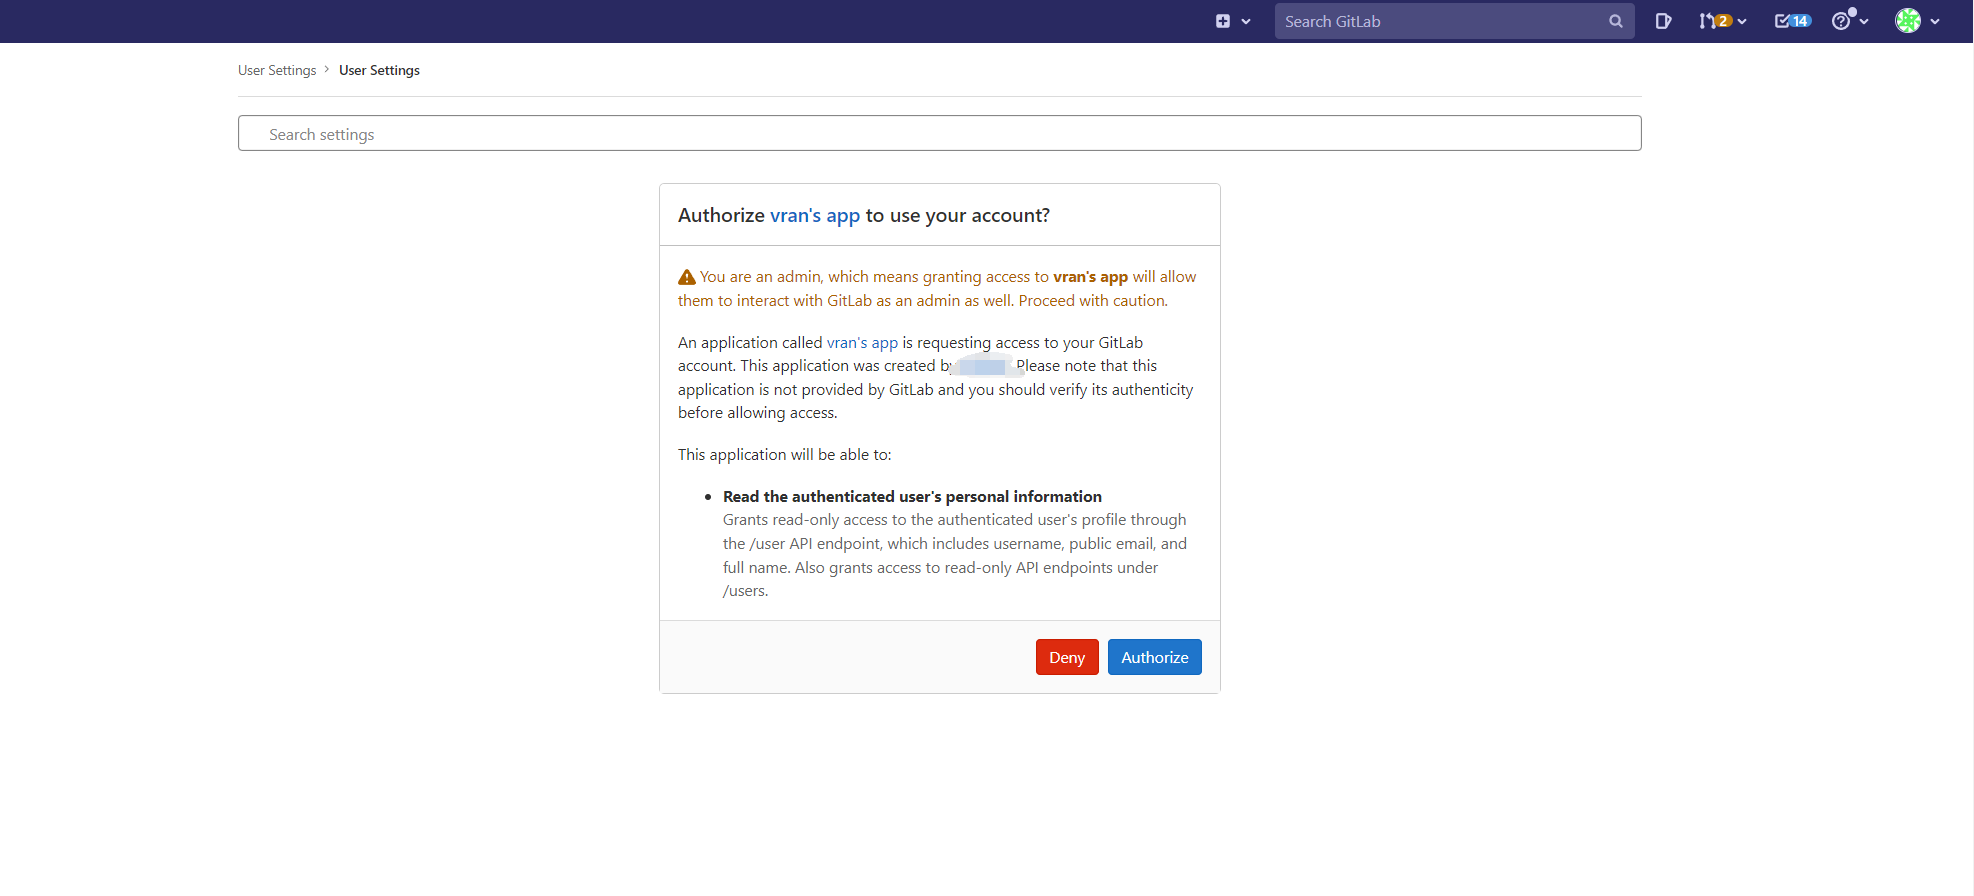 Search GitLab
2
14
User Settings > User Settings
Search settings
Authorize vran's app to use your account?
You are an admin, which means granting access to vran's app will allow
them to interact with GitLab as an admin as well. Proceed with caution.
An application called vran's app is requesting access to your GitLab
account. This application was created by Please note that this
application is not provided by GitLab and you should verify its authenticity
before allowing access.
This application will be able to:
• Read the authenticated user's personal information
Grants read-only access to the authenticated user's profile through
the /user API endpoint, which includes username, public email, and
full name. Also grants access to read-only API endpoints under
/users.
Deny
Authorize